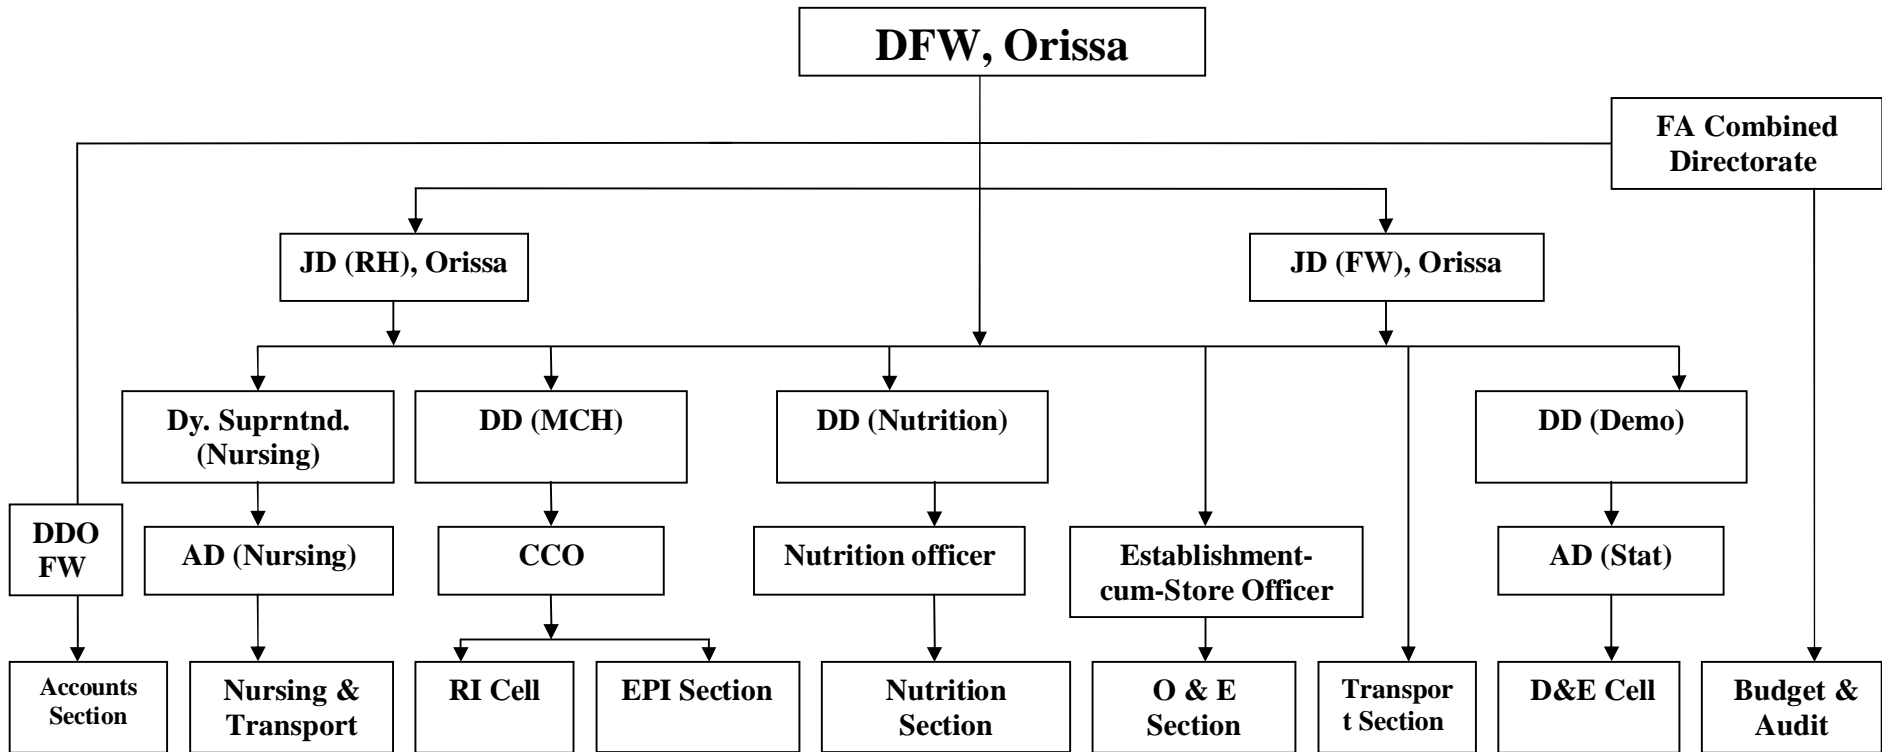 DFW, Orissa
FA Combined
Directorate
JD (RH), Orissa
JD (FW), Orissa
Dy. Suprntnd.
(Nursing)
DD (MCH)
DD (Nutrition)
DD (Demo)
DDO
FW
AD (Nursing)
CCO
Nutrition officer
Establishment-
cum-Store Officer
AD (Stat)
Accounts
Section
Nursing &
Transport
RI Cell
EPI Section
Nutrition
Section
O & E
Section
Transpor
t Section
D&E Cell
Budget &
Audit